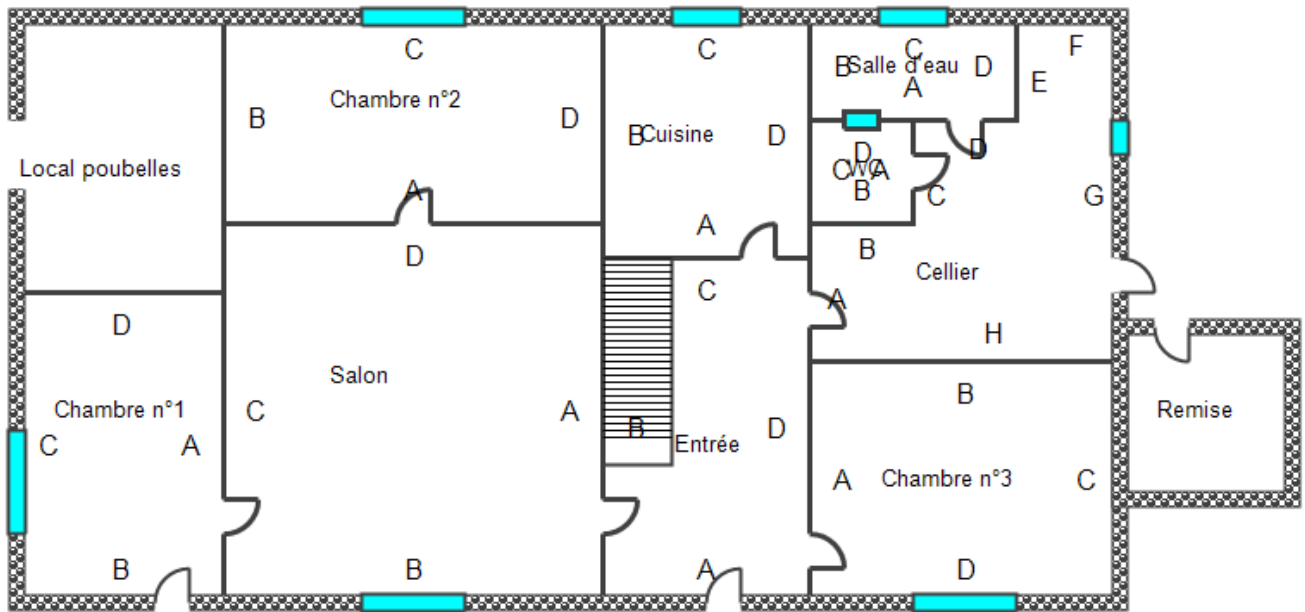 C
Chambre n°2
B
D
A
C
Cuisine
B
D
A
C
Salle d'eau
B
D
A
F
E
Local poubelles
D
C
WC
A
B
D
C
G
B
Cellier
A
H
D
Chambre n°1
C
A
B
D
Salon
C
A
B
C
B
Entrée
D
A
B
Chambre n°3
A
C
D
Remise